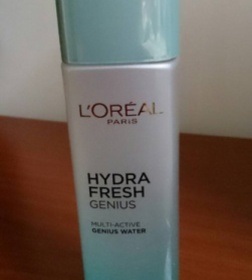 L'ORÉAL
PARIS
HYDRA
FRESH
GENIUS
MULTI-ACTIVE
GENIUS WATER